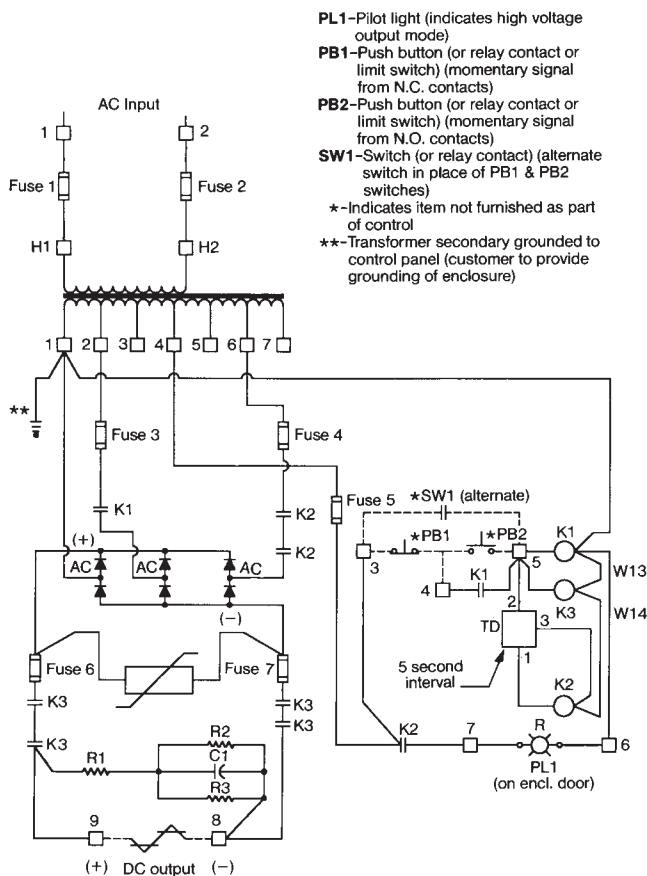 PL1-Pilot light (indicates high voltage
output mode)
PB1-Push button (or relay contact or
limit switch) (momentary signal
from N.C. contacts)
PB2-Push button (or relay contact or
limit switch) (momentary signal
from N.O. contacts)
SW1-Switch (or relay contact) (alternate
switch in place of PB1 & PB2
switches)
*-Indicates item not furnished as part
of control
**-Transformer secondary grounded to
control panel (customer to provide
grounding of enclosure)
AC Input
1 2
Fuse 1 Fuse 2
H1 H2
1 2 3 4 5 6 7
**
Fuse 3 Fuse 4
Fuse 5
*SW1 (alternate)
K1 K2
*PB1 *PB2 K1
K2
(+)
3 5
W13
AC AC AC
4 K1 K3
W14
2
(-)
TD 3
1
Fuse 6 Fuse 7
5 second
interval
K2
K3 K3
K3 K3
K2 7 R 6
R2
PL1
R1 C1
(on encl. door)
R3
9 8
(+) DC output (-)